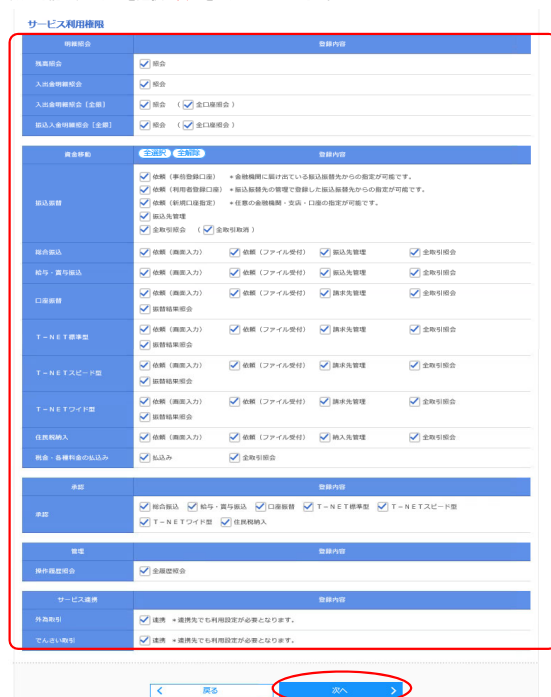 サービス利用権限
明細照会 登録内容
残高照会 照会
入出金明細照会 照会
入出金明細照会［全銀］ 照会 （ 全口座照会 ）
振込入金明細照会［全銀］ 照会 （ 全口座照会 ）
資金移動 全選択 全解除 登録内容
振込振替
依頼（事前登録口座） ＊金融機関に届け出ている振込振替先からの指定が可能です。
依頼（利用者登録口座） ＊振込振替先の管理で登録した振込振替先からの指定が可能です。
依頼（新規口座指定） ＊任意の金融機関・支店・口座の指定が可能です。
振込先管理
全取引照会 （ 全取引取消 ）
総合振込 依頼（画面入力） 依頼（ファイル受付） 振込先管理 全取引照会
給与・賞与振込 依頼（画面入力） 依頼（ファイル受付） 振込先管理 全取引照会
口座振替
依頼（画面入力） 依頼（ファイル受付） 請求先管理 全取引照会
振替結果照会
Ｔ－ＮＥＴ標準型
依頼（画面入力） 依頼（ファイル受付） 請求先管理 全取引照会
振替結果照会
Ｔ－ＮＥＴスピード型
依頼（画面入力） 依頼（ファイル受付） 請求先管理 全取引照会
振替結果照会
Ｔ－ＮＥＴワイド型
依頼（画面入力） 依頼（ファイル受付） 請求先管理 全取引照会
振替結果照会
住民税納入 依頼（画面入力） 依頼（ファイル受付） 納入先管理 全取引照会
税金・各種料金の払込み 払込み 全取引照会
承認 登録内容
承認
総合振込 給与・賞与振込 口座振替 Ｔ－ＮＥＴ標準型 Ｔ－ＮＥＴスピード型
Ｔ－ＮＥＴワイド型 住民税納入
管理 登録内容
操作履歴照会 全履歴照会
サービス連携 登録内容
外為取引 連携 ＊連携先でも利用設定が必要となります。
でんさい取引 連携 ＊連携先でも利用設定が必要となります。
戻る 次へ